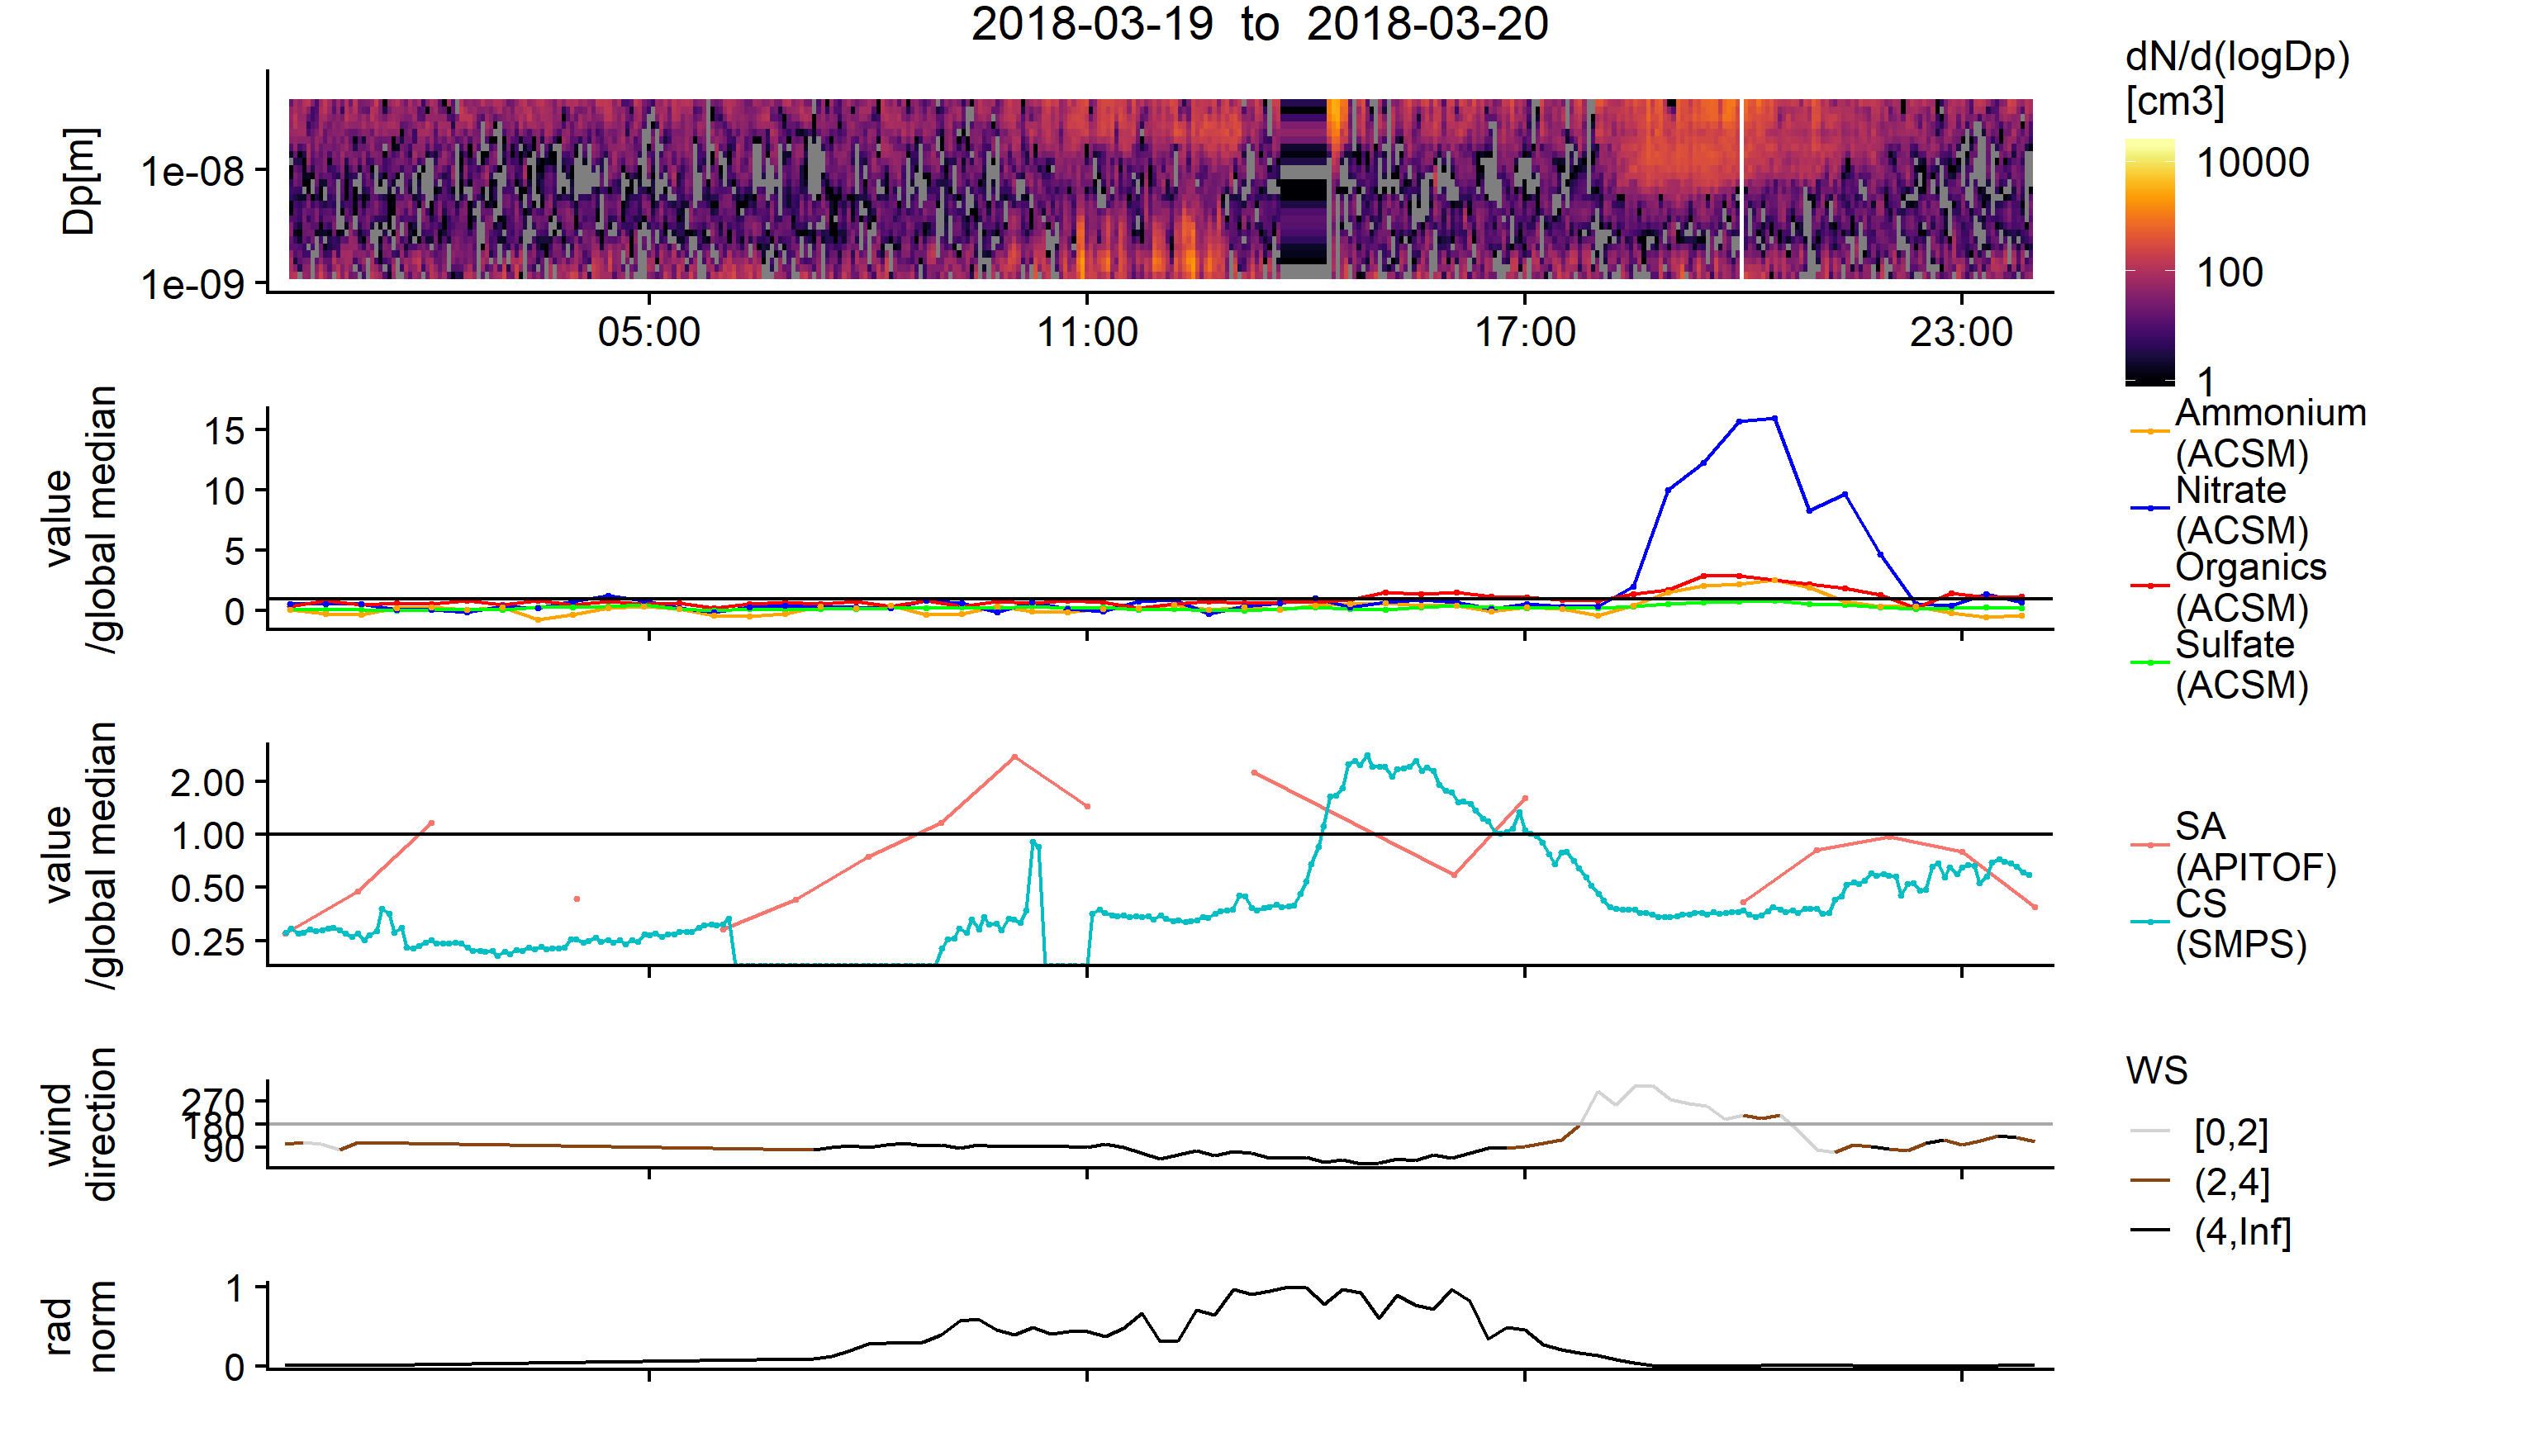 2018-03-19 to 2018-03-20
Dp[m]
1e-08
1e-09
05:00
11:00
17:00
23:00
dN/d(logDp)
[cm3]
10000
100
1
value
/global median
15
10
5
0
Ammonium
(ACSM)
Nitrate
(ACSM)
Organics
(ACSM)
Sulfate
(ACSM)
value
/global median
2.00
1.00
0.50
0.25
SA
(APITOF)
CS
(SMPS)
wind
direction
270
180
90
WS
[0,2]
(2,4]
(4,Inf]
rad
norm
1
0